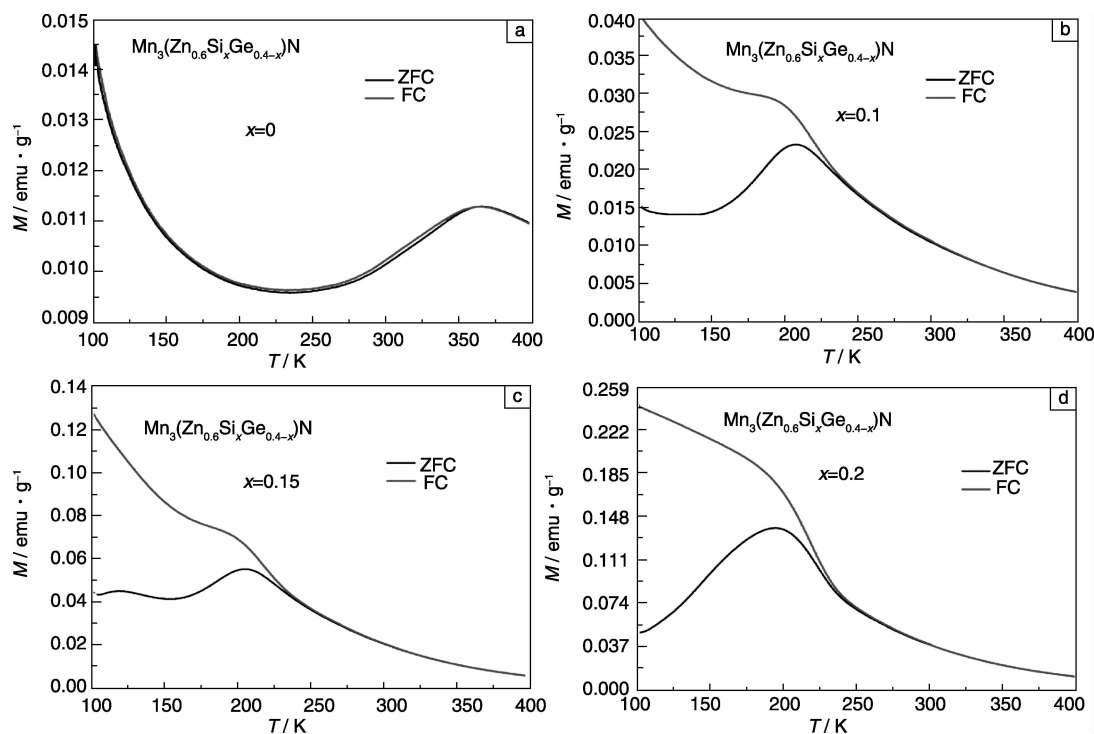 a
Mn₃(Zn₀.₆SiₓGe₀.₄₋ₓ)N
ZFC
FC
x=0
M / emu · g⁻¹
0.015
0.014
0.013
0.012
0.011
0.010
0.009
100 150 200 250 300 350 400
T / K
b
Mn₃(Zn₀.₆SiₓGe₀.₄₋ₓ)N
ZFC
FC
x=0.1
M / emu · g⁻¹
0.040
0.035
0.030
0.025
0.020
0.015
0.010
0.005
0.000
100 150 200 250 300 350 400
T / K
c
Mn₃(Zn₀.₆SiₓGe₀.₄₋ₓ)N
ZFC
FC
x=0.15
M / emu · g⁻¹
0.14
0.12
0.10
0.08
0.06
0.04
0.02
0.00
100 150 200 250 300 350 400
T / K
d
Mn₃(Zn₀.₆SiₓGe₀.₄₋ₓ)N
ZFC
FC
x=0.2
M / emu · g⁻¹
0.259
0.222
0.185
0.148
0.111
0.074
0.037
0.000
100 150 200 250 300 350 400
T / K